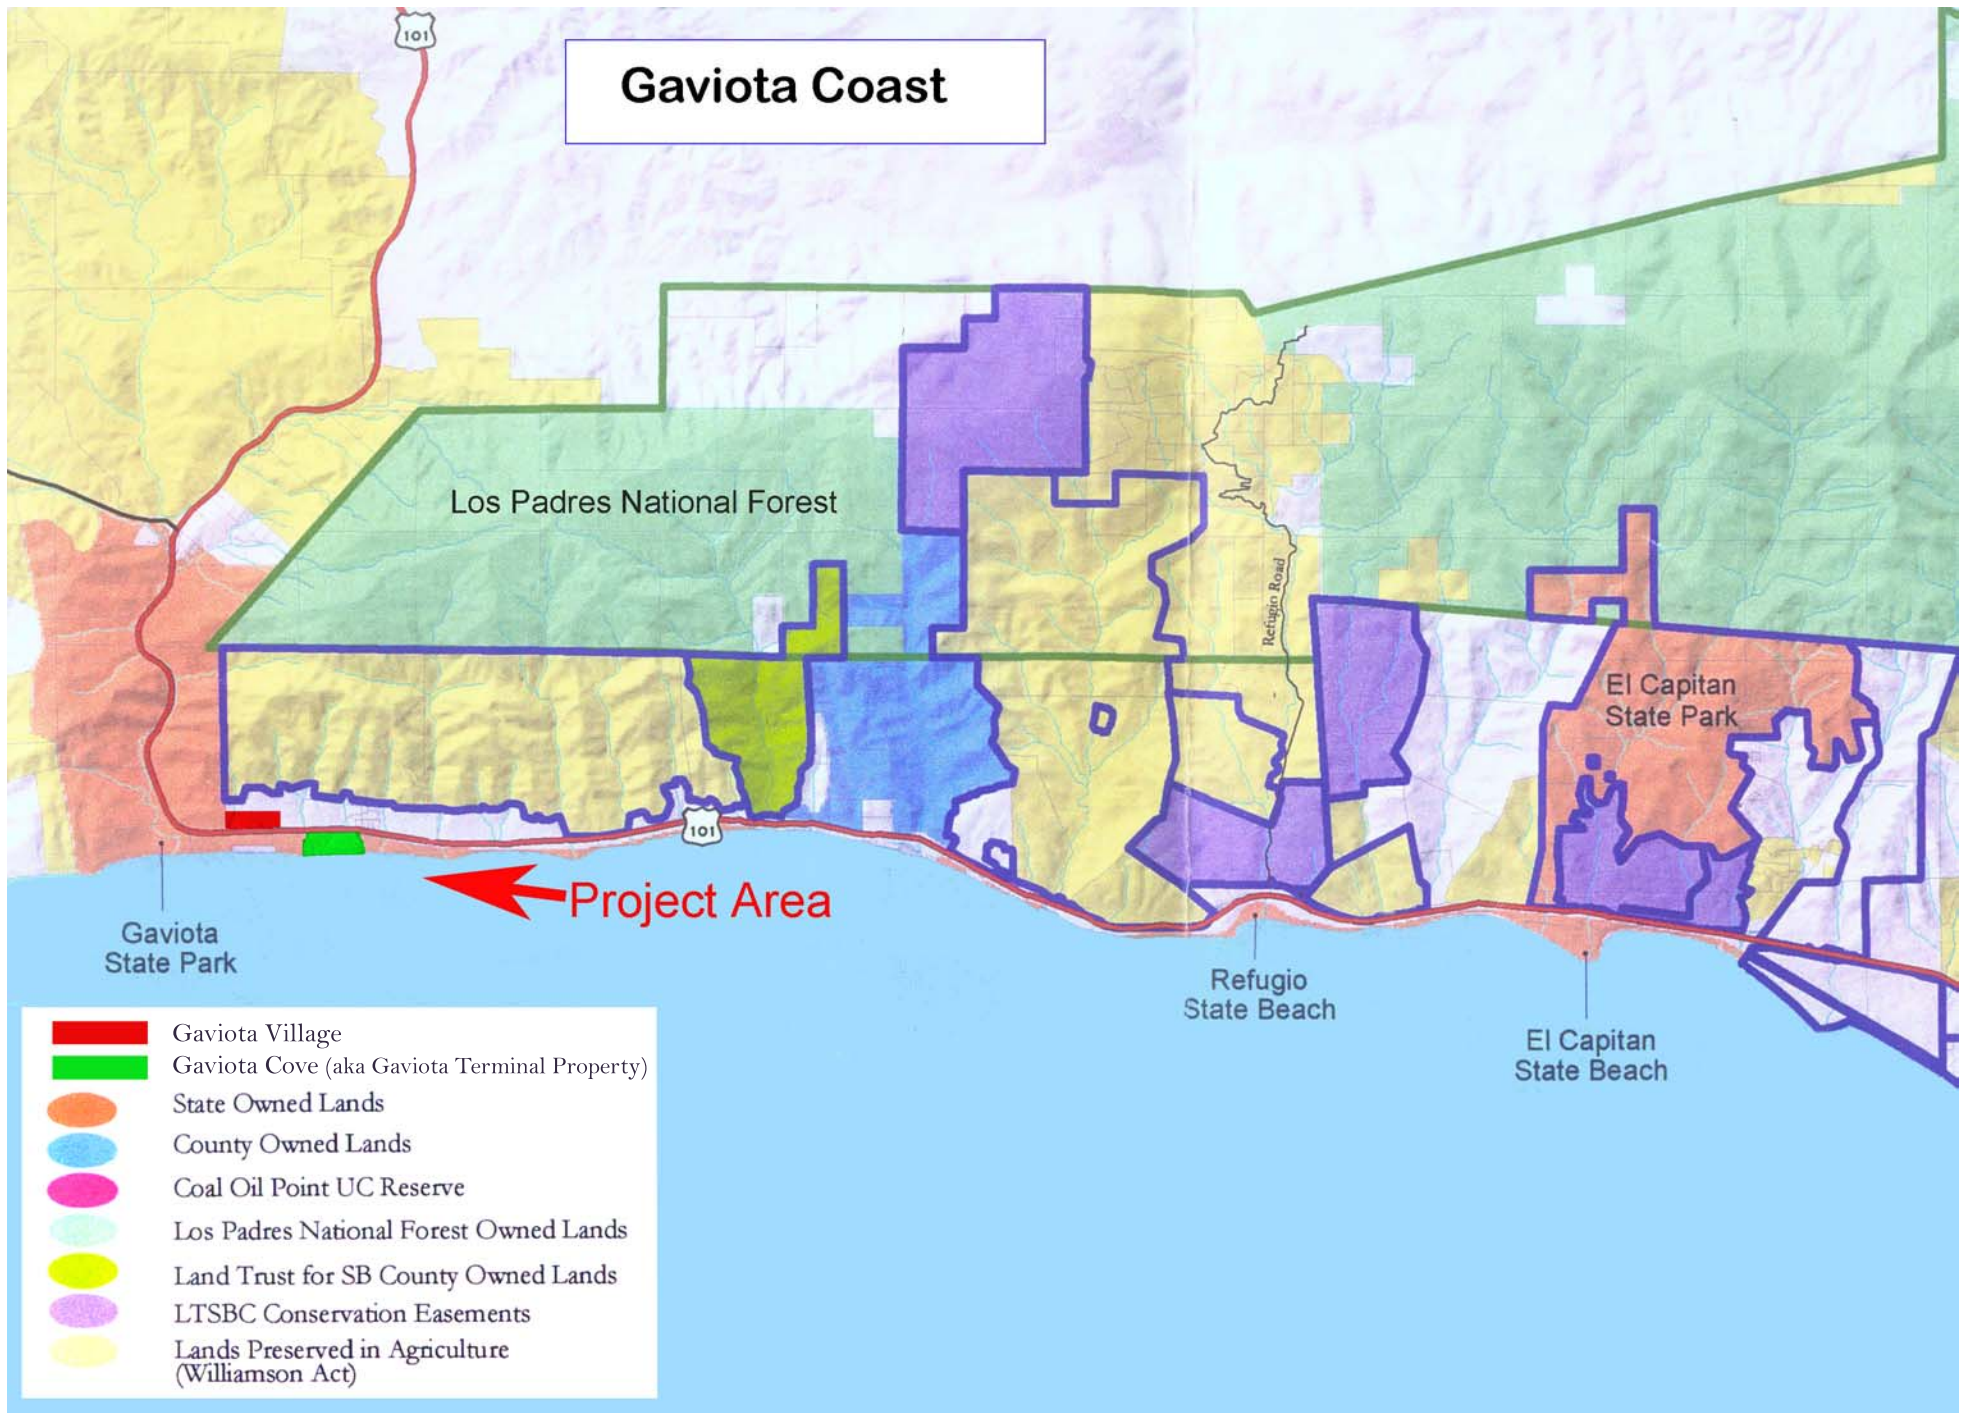 101
Gaviota Coast
Los Padres National Forest
Refugio Road
El Capitan
State Park
101
Project Area
Gaviota
State Park
Refugio
State Beach
El Capitan
State Beach
Gaviota Village
Gaviota Cove (aka Gaviota Terminal Property)
State Owned Lands
County Owned Lands
Coal Oil Point UC Reserve
Los Padres National Forest Owned Lands
Land Trust for SB County Owned Lands
LTSBC Conservation Easements
Lands Preserved in Agriculture
(Williamson Act)